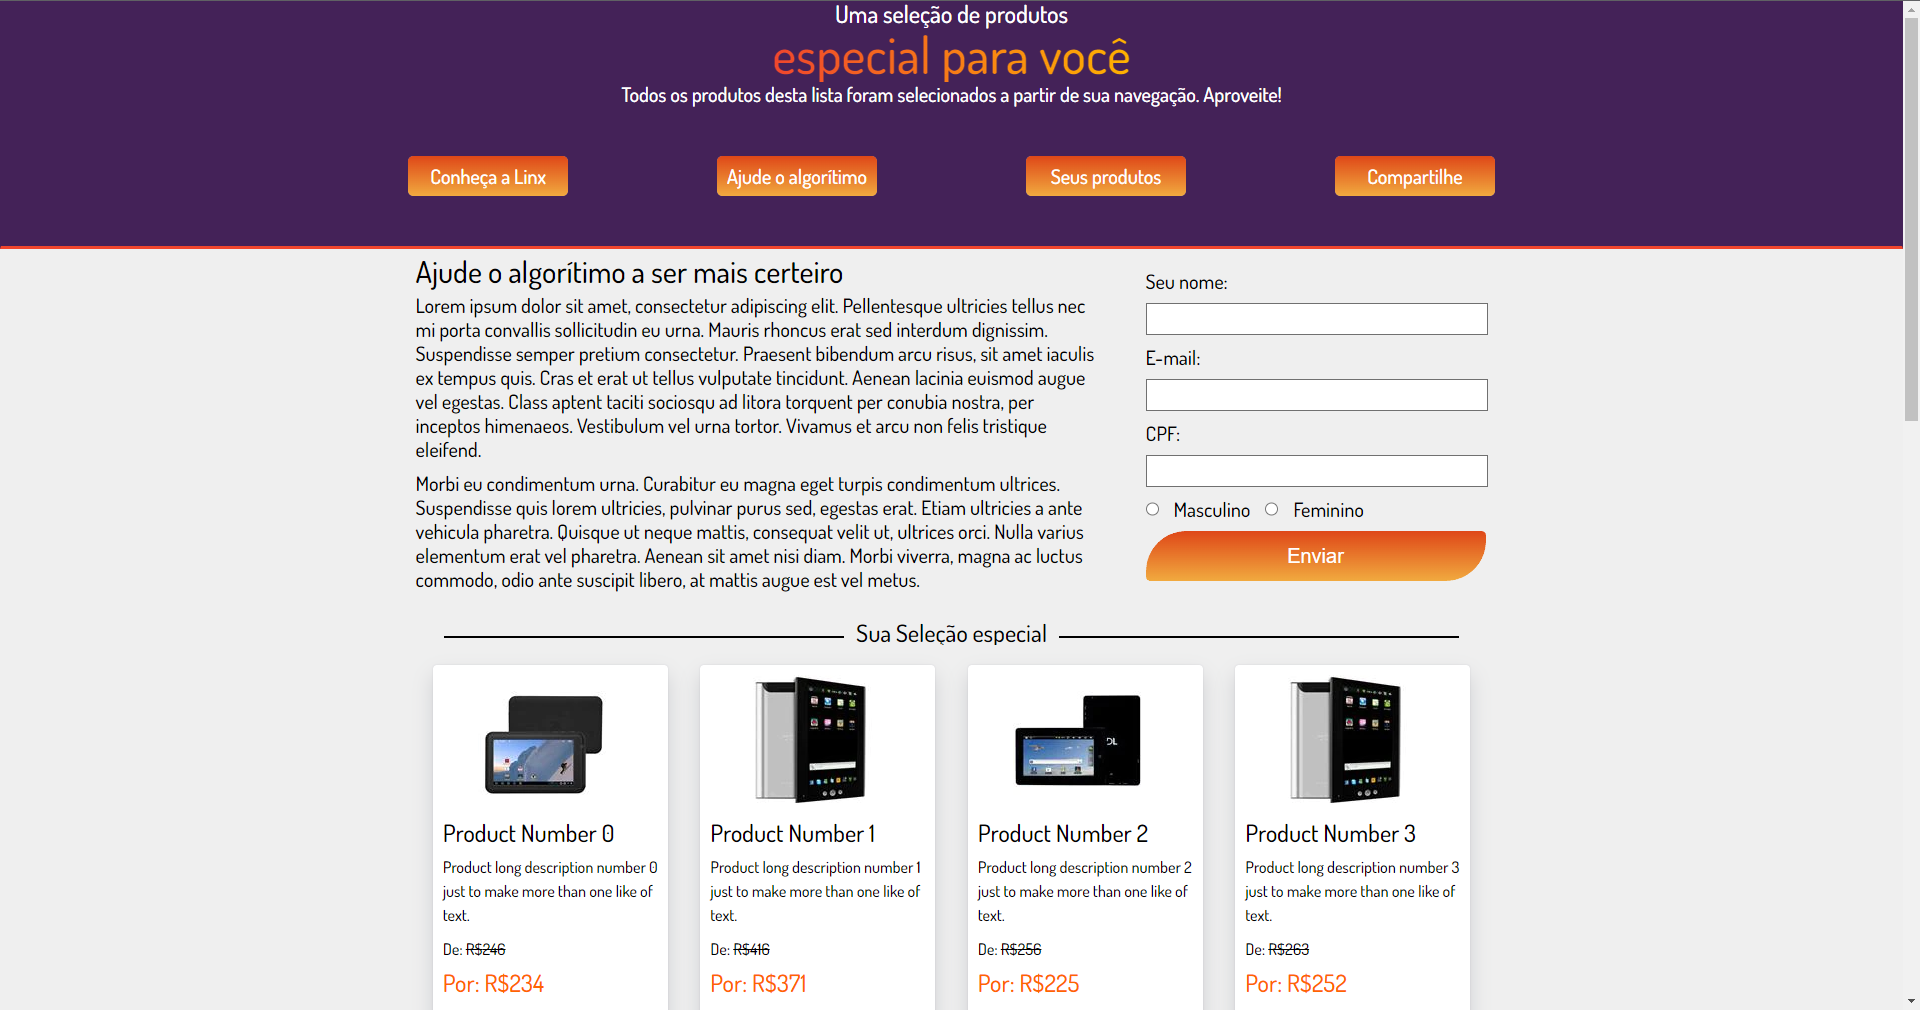 Uma seleção de produtos
especial para você
Todos os produtos desta lista foram selecionados a partir de sua navegação. Aproveite!
Conheça a Linx
Ajude o algorítimo
Seus produtos
Compartilhe
Ajude o algorítimo a ser mais certeiro
Lorem ipsum dolor sit amet, consectetur adipiscing elit. Pellentesque ultricies tellus nec
mi porta convallis sollicitudin eu urna. Mauris rhoncus erat sed interdum dignissim.
Suspendisse semper pretium consectetur. Praesent bibendum arcu risus, sit amet iaculis
ex tempus quis. Cras et erat ut tellus vulputate tincidunt. Aenean lacinia euismod augue
vel egestas. Class aptent taciti sociosqu ad litora torquent per conubia nostra, per
inceptos himenaeos. Vestibulum vel urna tortor. Vivamus et arcu non felis tristique
eleifend.
Morbi eu condimentum urna. Curabitur eu magna eget turpis condimentum ultrices.
Suspendisse quis lorem ultricies, pulvinar purus sed, egestas erat. Etiam ultricies a ante
vehicula pharetra. Quisque ut neque mattis, consequat velit ut, ultrices orci. Nulla varius
elementum erat vel pharetra. Aenean sit amet nisi diam. Morbi viverra, magna ac luctus
commodo, odio ante suscipit libero, at mattis augue est vel metus.
Seu nome:
E-mail:
CPF:
Masculino
Feminino
Enviar
Sua Seleção especial
Product Number 0
Product long description number 0
just to make more than one like of
text.
De: R$246
Por: R$234
Product Number 1
Product long description number 1
just to make more than one like of
text.
De: R$416
Por: R$371
DL
Product Number 2
Product long description number 2
just to make more than one like of
text.
De: R$256
Por: R$225
Product Number 3
Product long description number 3
just to make more than one like of
text.
De: R$263
Por: R$252